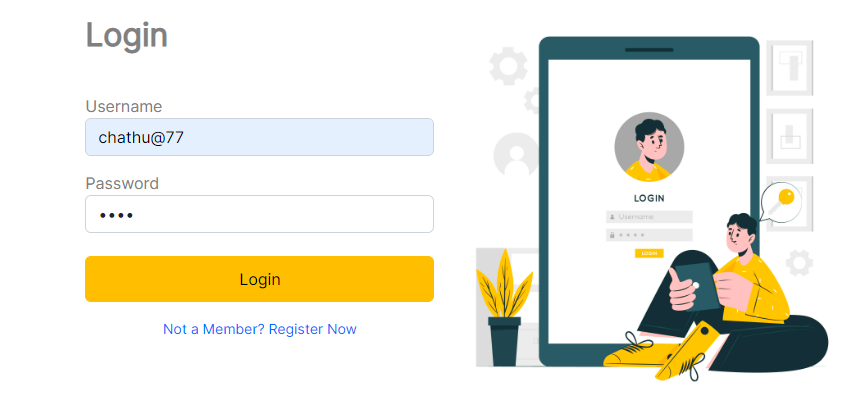 Login
Username
chathu@77
Password
••••
Login
Not a Member? Register Now
LOGIN
Username
LOGIN